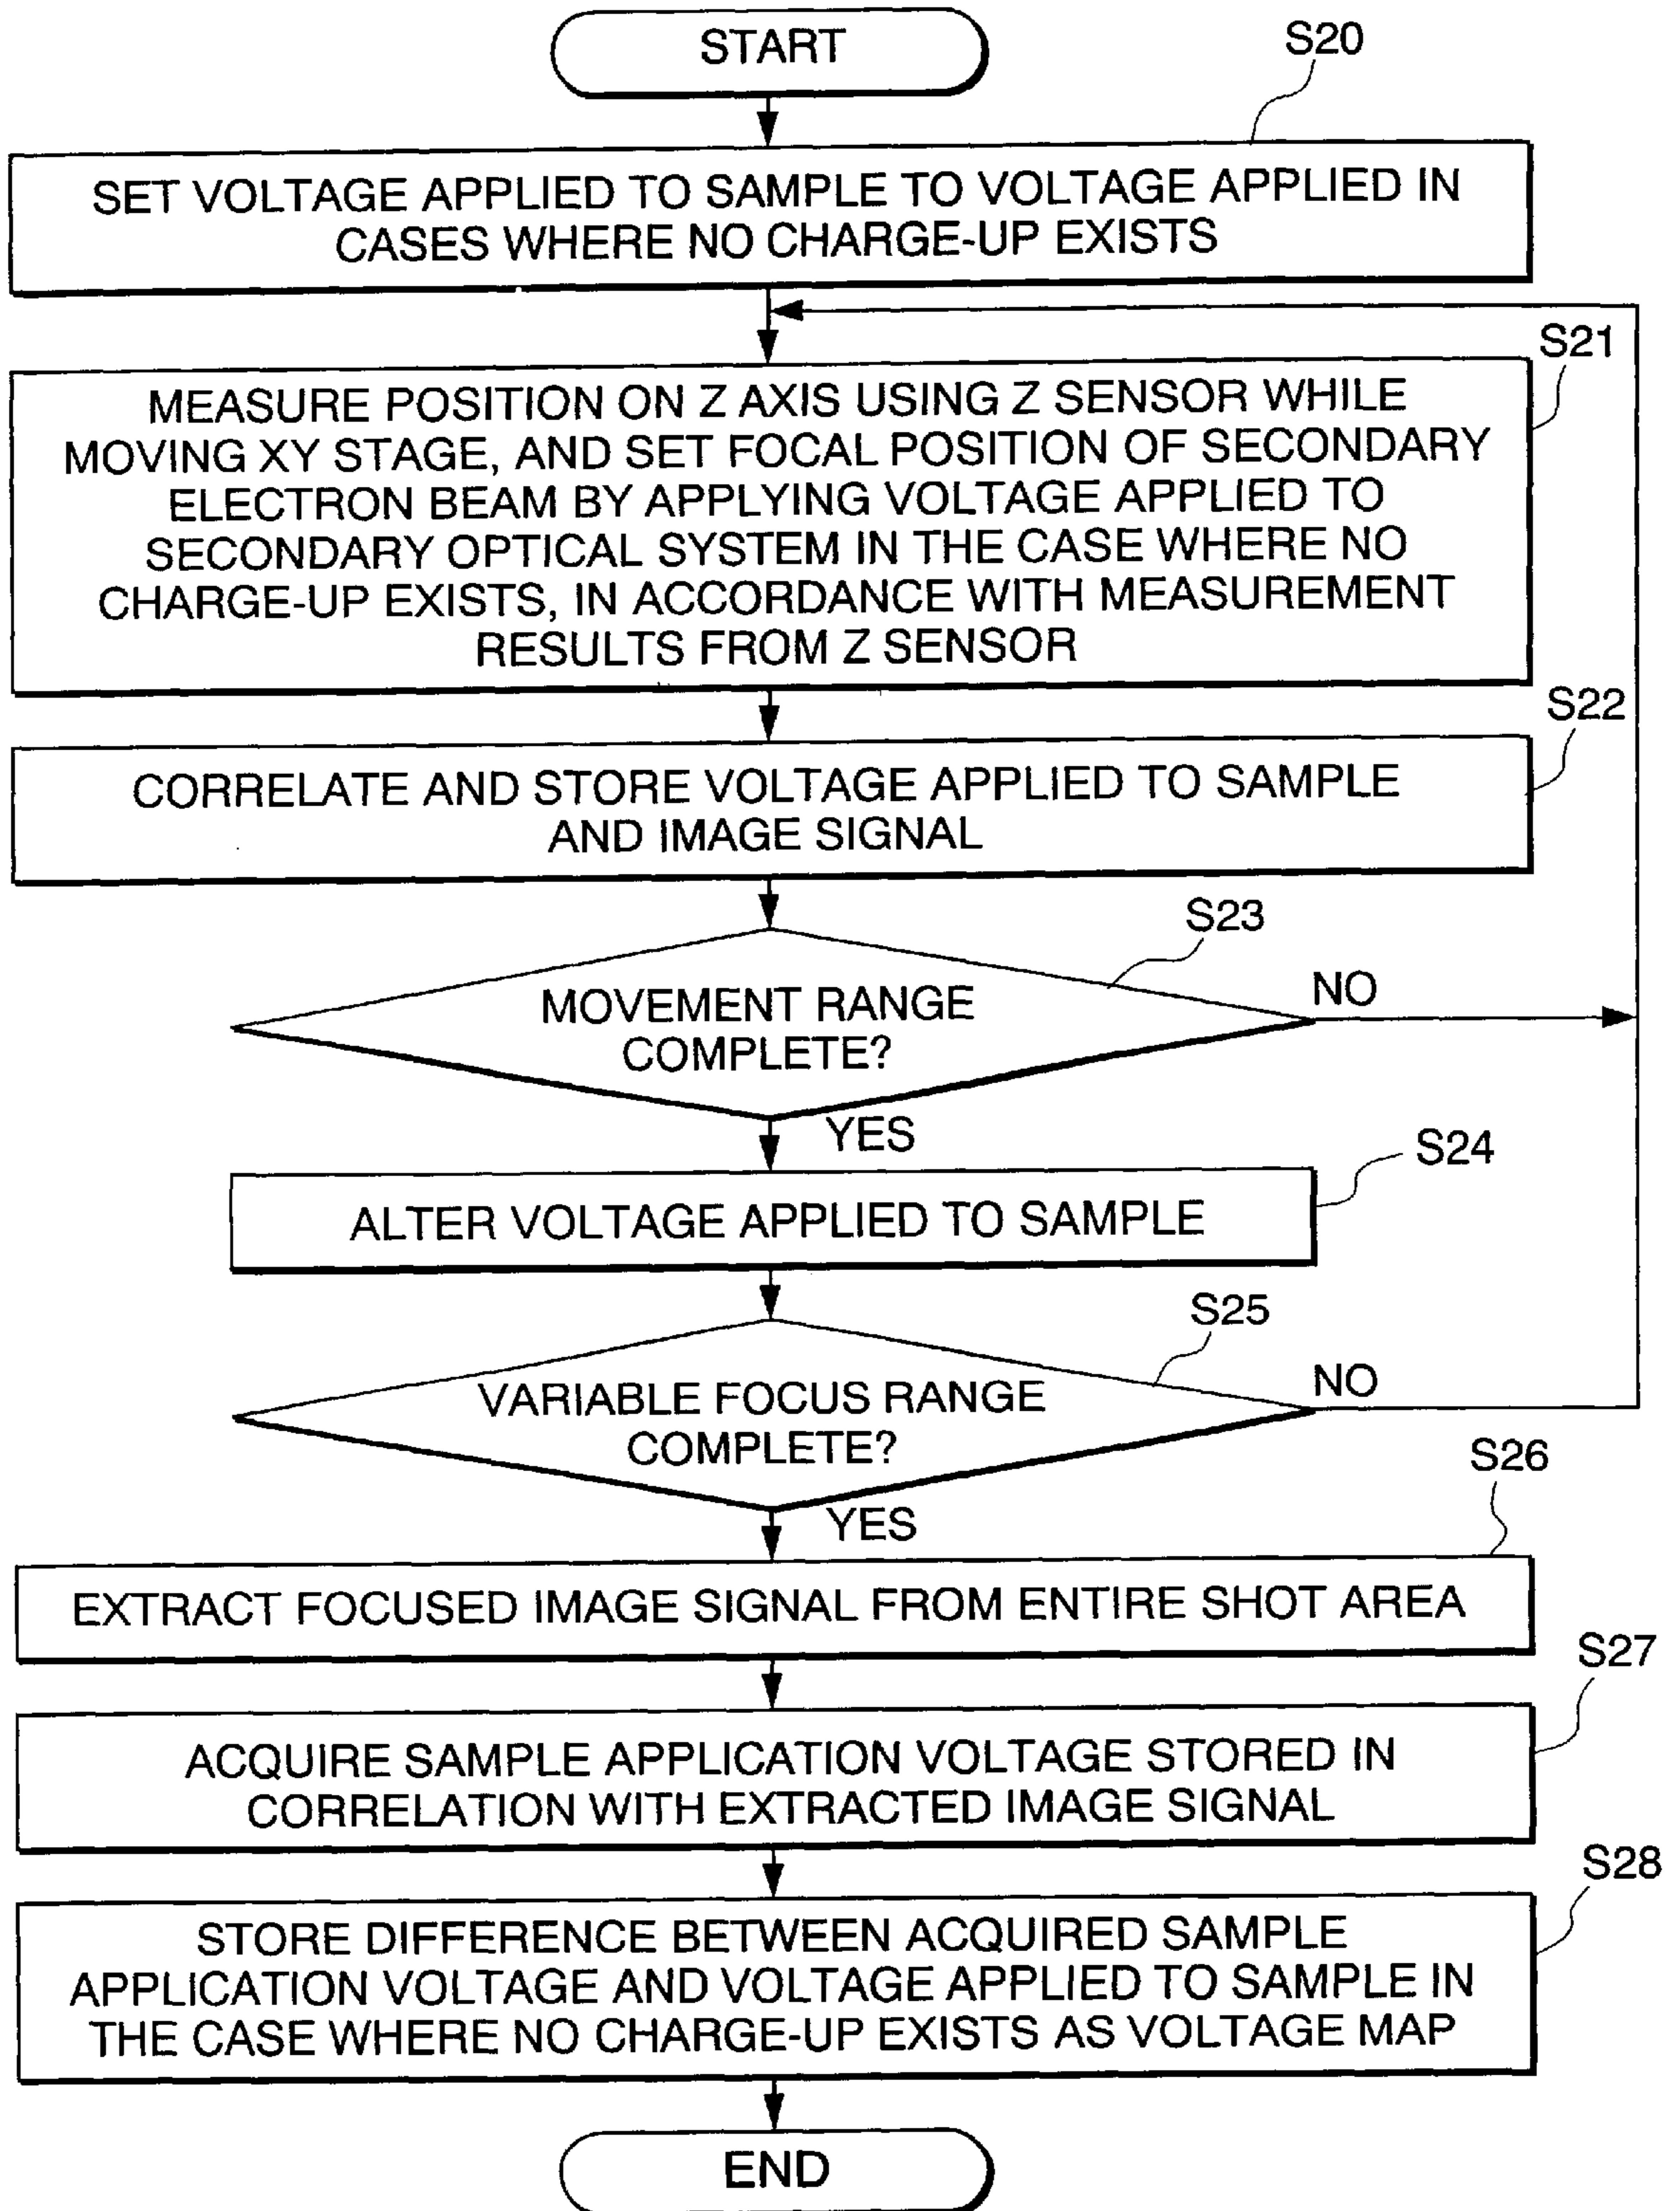 START
S20
SET VOLTAGE APPLIED TO SAMPLE TO VOLTAGE APPLIED IN
CASES WHERE NO CHARGE-UP EXISTS
S21
MEASURE POSITION ON Z AXIS USING Z SENSOR WHILE
MOVING XY STAGE, AND SET FOCAL POSITION OF SECONDARY
ELECTRON BEAM BY APPLYING VOLTAGE APPLIED TO
SECONDARY OPTICAL SYSTEM IN THE CASE WHERE NO
CHARGE-UP EXISTS, IN ACCORDANCE WITH MEASUREMENT
RESULTS FROM Z SENSOR
S22
CORRELATE AND STORE VOLTAGE APPLIED TO SAMPLE
AND IMAGE SIGNAL
S23
MOVEMENT RANGE
COMPLETE?
NO
YES
S24
ALTER VOLTAGE APPLIED TO SAMPLE
S25
VARIABLE FOCUS RANGE
COMPLETE?
NO
YES
S26
EXTRACT FOCUSED IMAGE SIGNAL FROM ENTIRE SHOT AREA
S27
ACQUIRE SAMPLE APPLICATION VOLTAGE STORED IN
CORRELATION WITH EXTRACTED IMAGE SIGNAL
S28
STORE DIFFERENCE BETWEEN ACQUIRED SAMPLE
APPLICATION VOLTAGE AND VOLTAGE APPLIED TO SAMPLE IN
THE CASE WHERE NO CHARGE-UP EXISTS AS VOLTAGE MAP
END